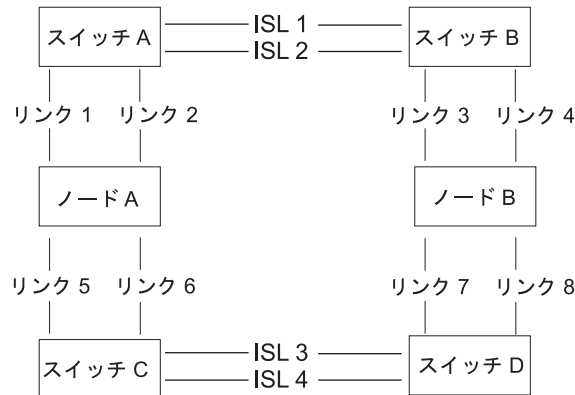 スイッチ A
ISL 1
ISL 2
スイッチ B
リンク 1
リンク 2
リンク 3
リンク 4
ノード A
ノード B
リンク 5
リンク 6
リンク 7
リンク 8
スイッチ C
ISL 3
ISL 4
スイッチ D